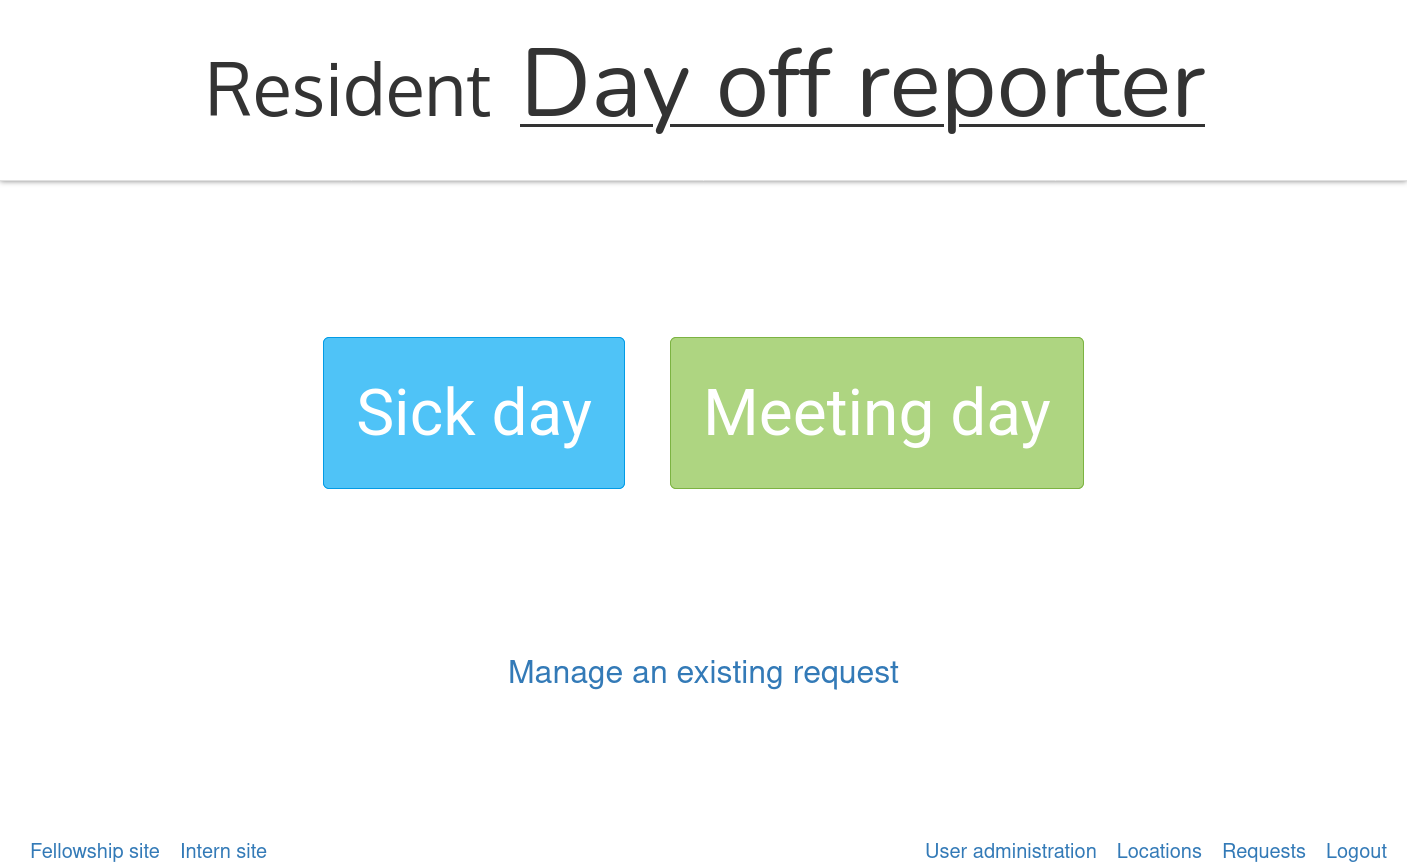 Resident Day off reporter
Sick day Meeting day
Manage an existing request
Fellowship site Intern site User administration Locations Requests Logout